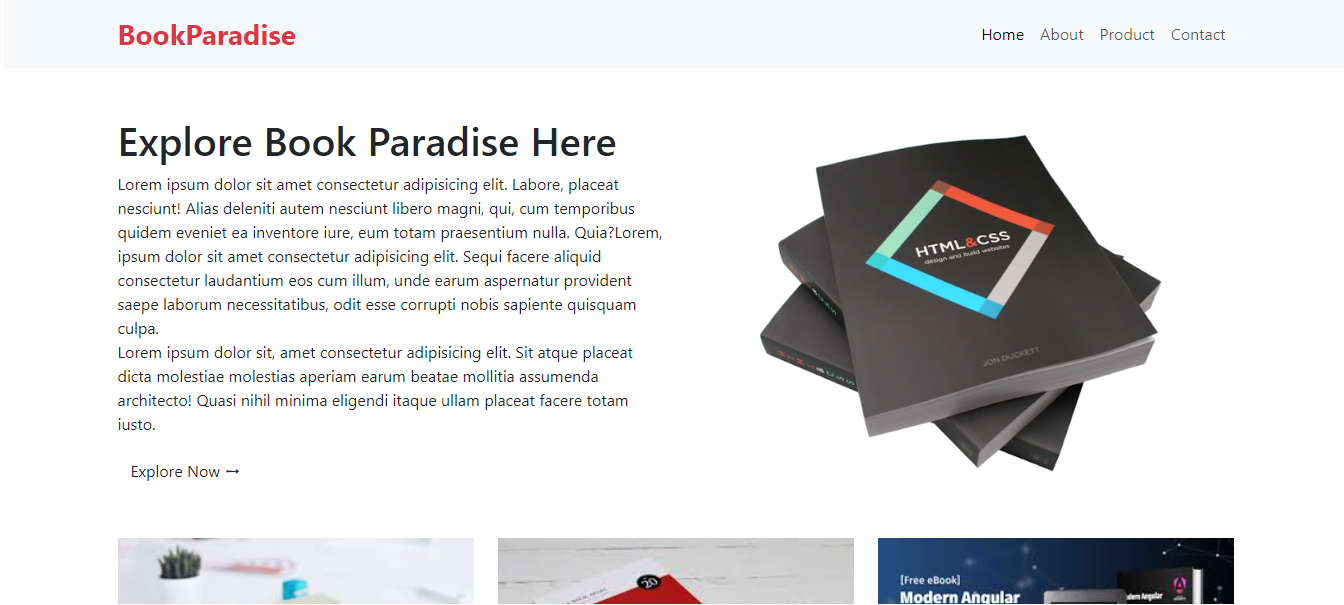 BookParadise
Home About Product Contact
Explore Book Paradise Here
Lorem ipsum dolor sit amet consectetur adipisicing elit. Labore, placeat
nesciunt! Alias deleniti autem nesciunt libero magni, qui, cum temporibus
quidem eveniet ea inventore iure, eum totam praesentium nulla. Quia?Lorem,
ipsum dolor sit amet consectetur adipisicing elit. Sequi facere aliquid
consectetur laudantium eos cum illum, unde earum aspernatur provident
saepe laborum necessitatibus, odit esse corrupti nobis sapiente quisquam
culpa.
Lorem ipsum dolor sit, amet consectetur adipisicing elit. Sit atque placeat
dicta molestiae molestias aperiam earum beatae mollitia assumenda
architecto! Quasi nihil minima eligendi itaque ullam placeat facere totam
iusto.
Explore Now →
HTML&CSS
design and build websites
JON DUCKETT
20
[Free eBook]
Modern Angular